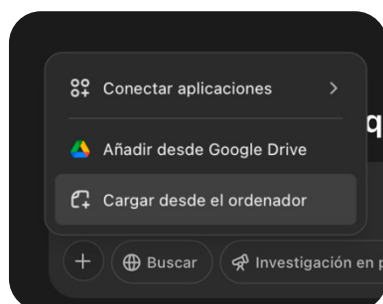 Conectar aplicaciones
q
Añadir desde Google Drive
Cargar desde el ordenador
Buscar
Investigación en